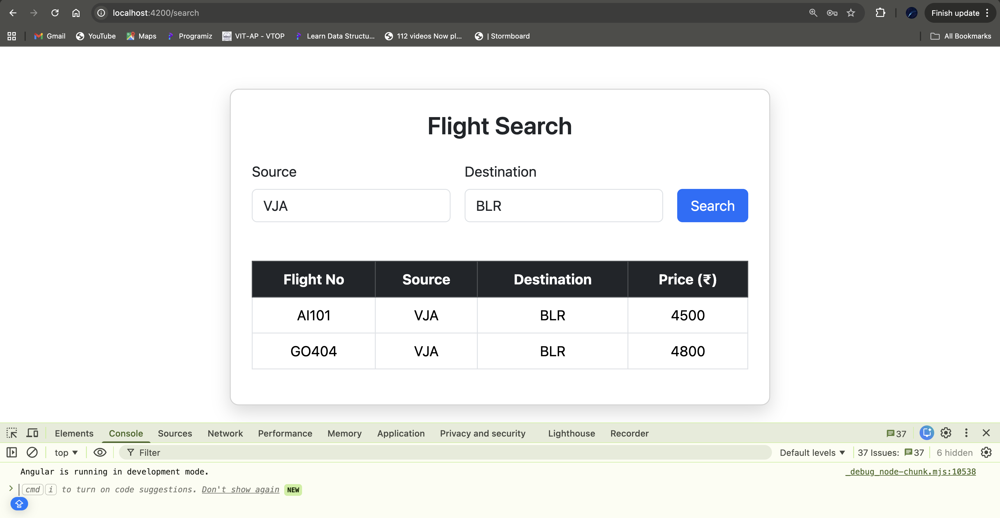 localhost:4200/search
Finish update
Gmail YouTube Maps Programiz VIT-AP - VTOP Learn Data Structu... 112 videos Now pl... | Stormboard All Bookmarks
Flight Search
Source Destination
VJA BLR Search
Flight No Source Destination Price (₹)
AI101 VJA BLR 4500
GO404 VJA BLR 4800
Elements Console Sources Network Performance Memory Application Privacy and security Lighthouse Recorder 37
top Filter Default levels 37 Issues: 37 6 hidden
Angular is running in development mode. _debug_node-chunk.mjs:10538
cmd i to turn on code suggestions. Don't show again NEW